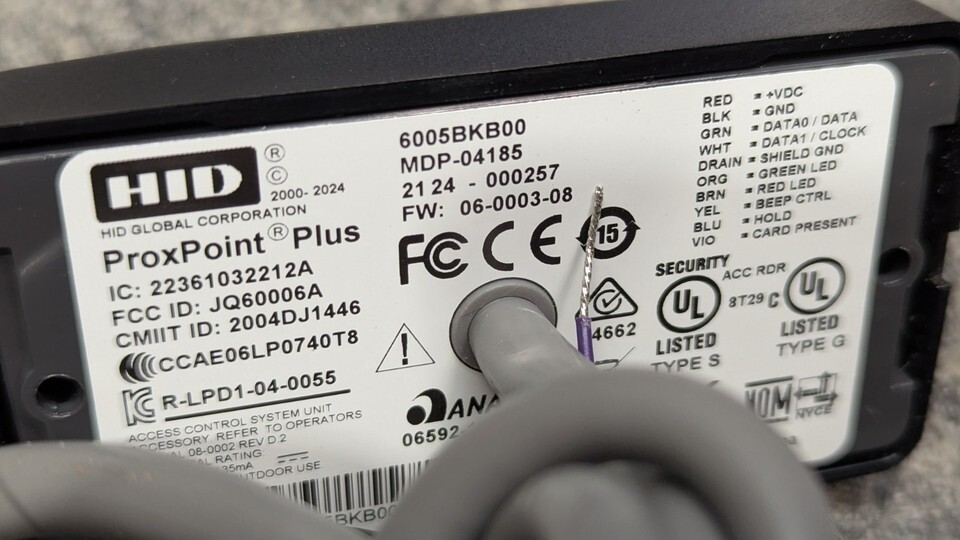 HID
®
©
2000- 2024
HID GLOBAL CORPORATION
ProxPoint® Plus
IC: 22361032212A
FCC ID: JQ60006A
CMIIT ID: 2004DJ1446
CCAE06LP0740T8
R-LPD1-04-0055
ACCESS CONTROL SYSTEM UNIT
ACCESSORY. REFER TO OPERATORS
08-0002 REV D.2
RATING:
OUTDOOR USE
6005BKB00
MDP-04185
21 24 - 000257
FW: 06-0003-08
FC CE 15
4662
06592-
RED = +VDC
BLK = GND
GRN = DATA0 / DATA
WHT = DATA1 / CLOCK
DRAIN = SHIELD GND
ORG = GREEN LED
BRN = RED LED
YEL = BEEP CTRL
BLU = HOLD
VIO = CARD PRESENT
SECURITY
UL
LISTED
TYPE S
ACC RDR
8T29 C UL
LISTED
TYPE G
NOM NYCE